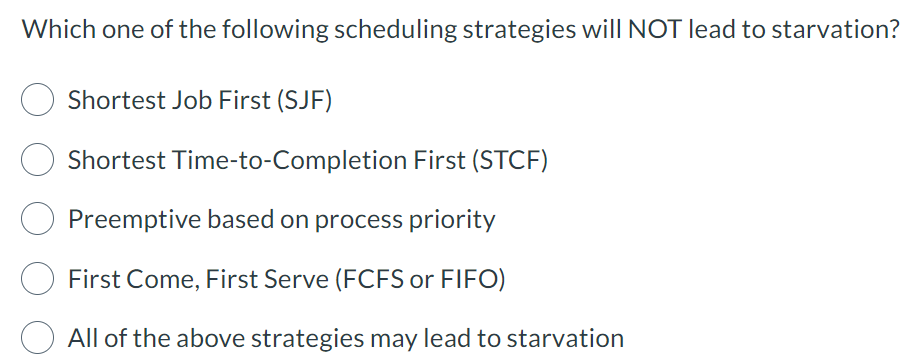 Which one of the following scheduling strategies will NOT lead to starvation?
Shortest Job First (SJF)
Shortest Time-to-Completion First (STCF)
Preemptive based on process priority
First Come, First Serve (FCFS or FIFO)
All of the above strategies may lead to starvation